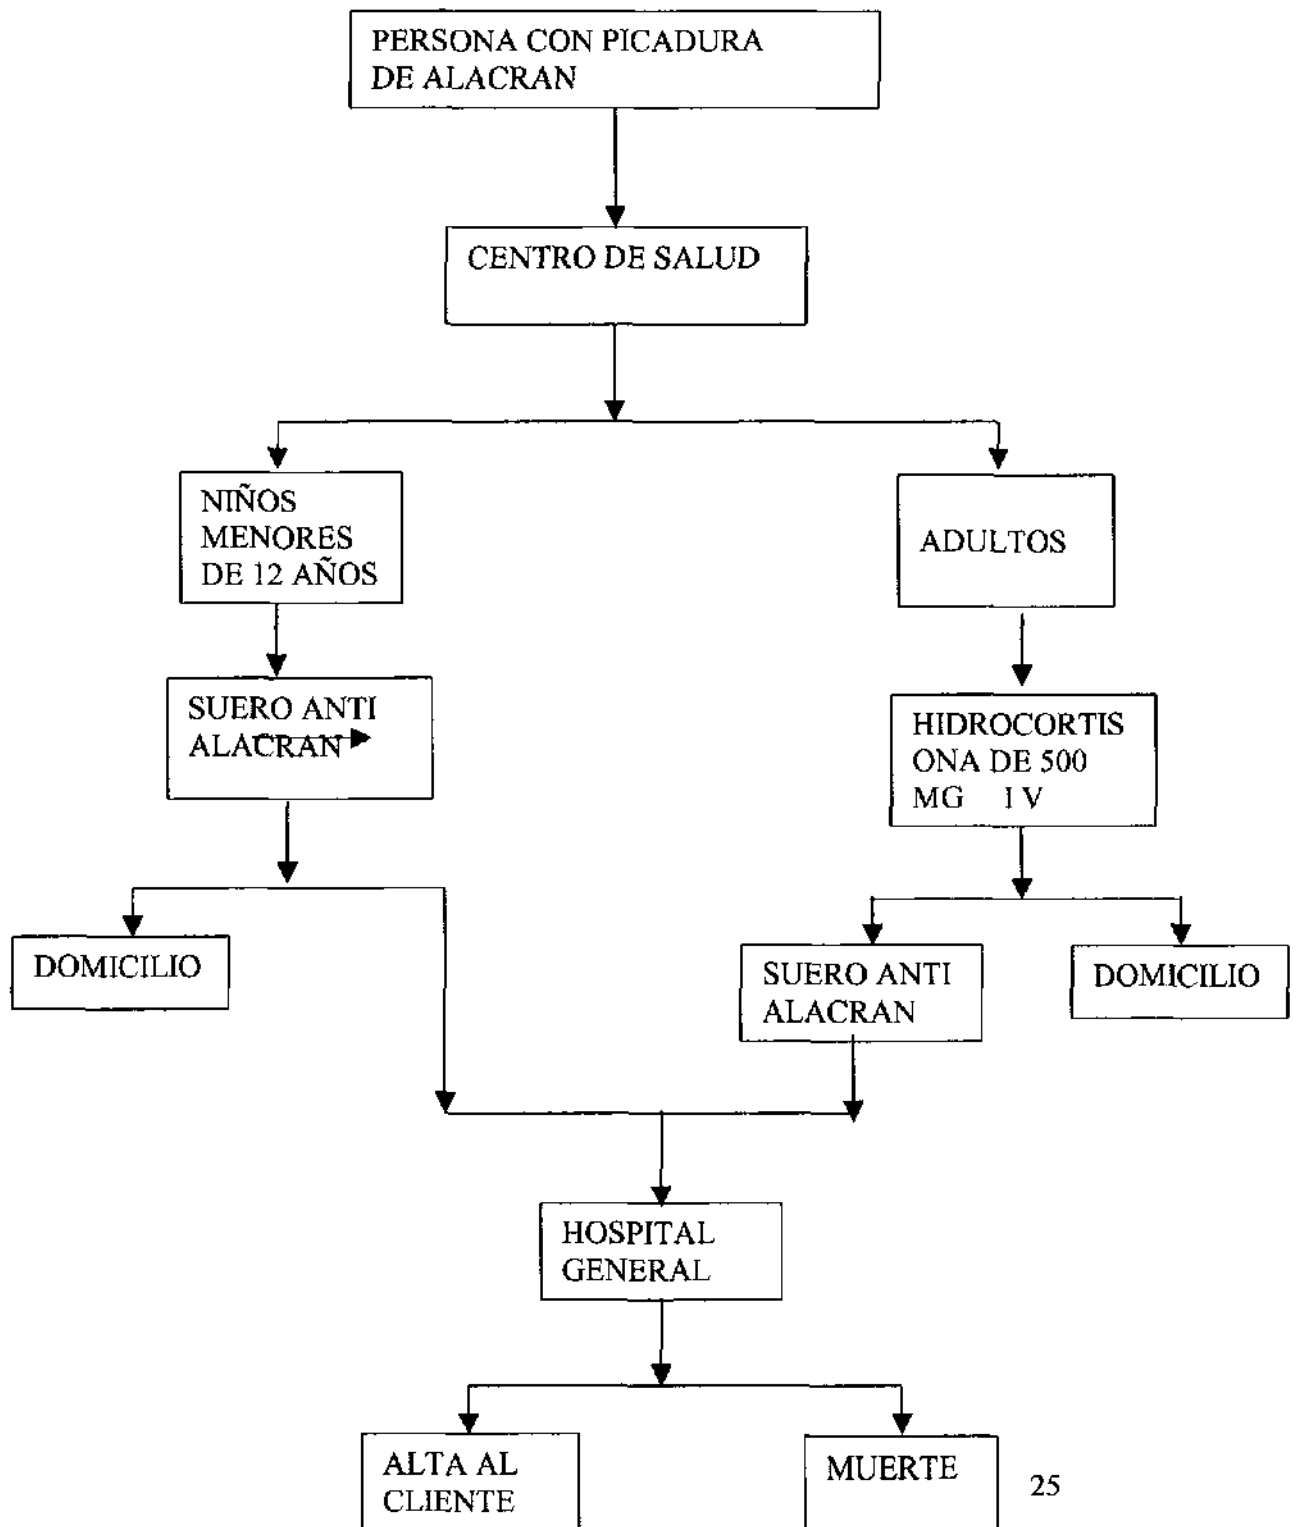 PERSONA CON PICADURA
DE ALACRAN
CENTRO DE SALUD
NIÑOS
MENORES
DE 12 AÑOS
ADULTOS
SUERO ANTI
ALACRAN
HIDROCORTIS
ONA DE 500
MG I V
DOMICILIO
SUERO ANTI
ALACRAN
DOMICILIO
HOSPITAL
GENERAL
ALTA AL
CLIENTE
MUERTE
25